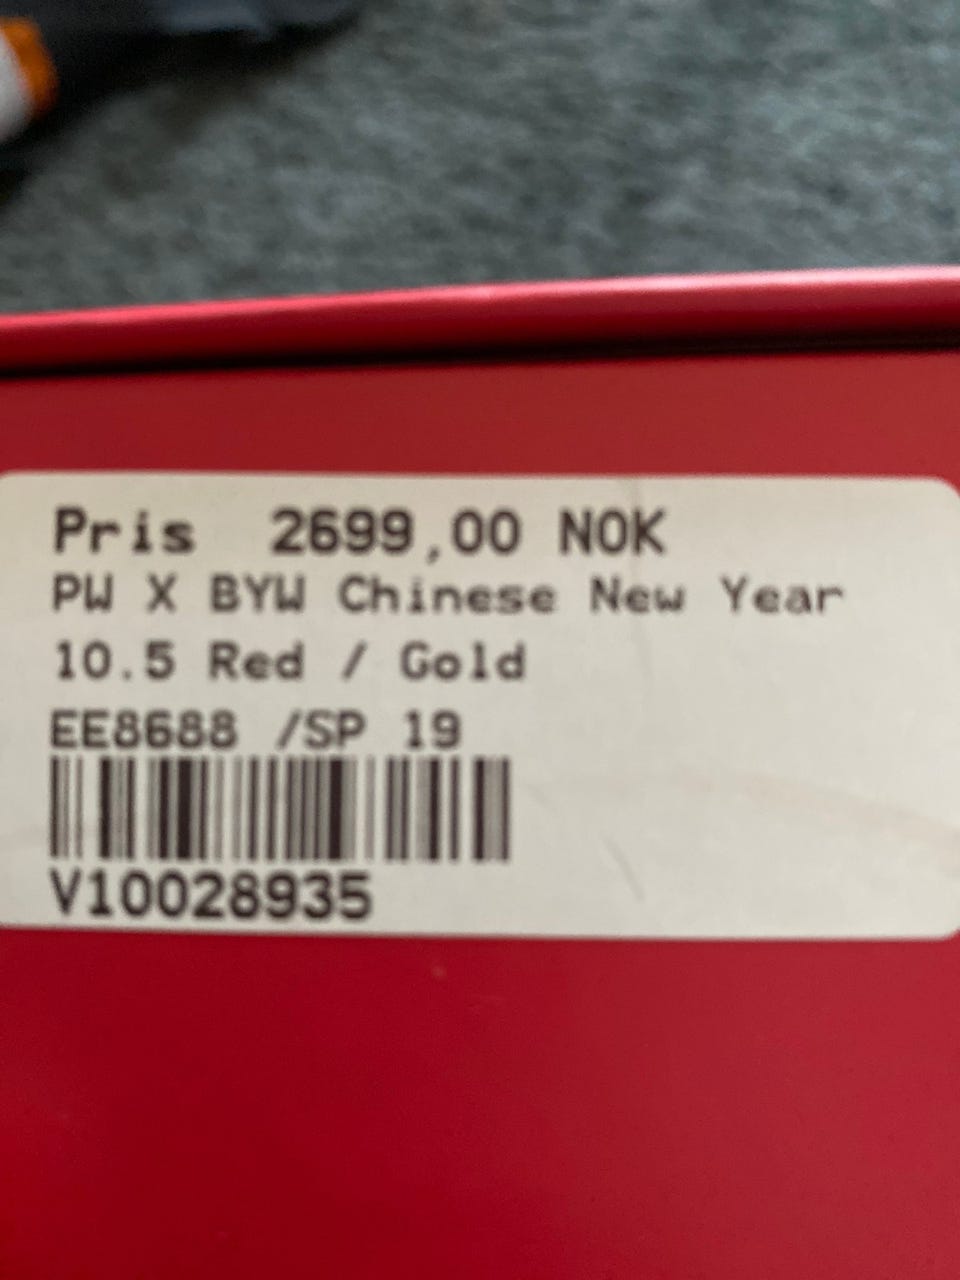 Pris 2699,00 NOK
PW X BYW Chinese New Year
10.5 Red / Gold
EE8688 /SP 19
V10028935